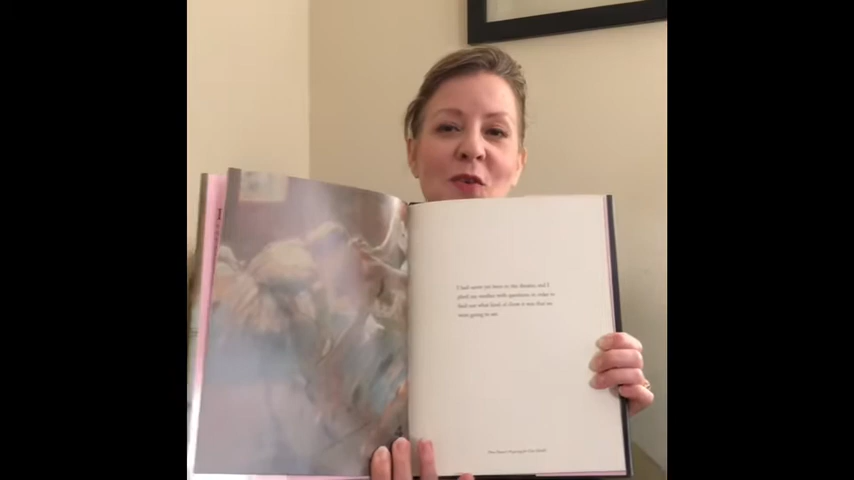 I had never yet been to the theatre, and I
plied my mother with questions in order to
find out what kind of show it was that we
were going to see